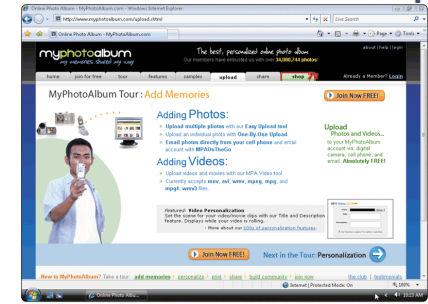 Online Photo Album - MyPhotoAlbum.com - Windows Internet Explorer
http://www.myphotoalbum.com/upload.shtml
Live Search
Online Photo Album - MyPhotoAlbum.com
Page
Tools
myphotoalbum
my memories shared my way
The best, personalized online photo album
Our members have entrusted us with over 34,800,744 photos!
about | help | login
home
join for free
tour
features
samples
upload
share
shop
Already a Member? Login
MyPhotoAlbum Tour : Add Memories
Join Now FREE!
Adding Photos:
Upload multiple photos with our Easy Upload tool
Upload an individual photo with One-By-One Upload
Email photos directly from your cell phone and email
account with MPAOnTheGo
Adding Videos:
Upload videos and movies with our MPA Video tool
Currently accepts mov, avi, wmv, mpeg, mpg, and
mpg4, wmv3 files.
Upload
Photos and Videos...
to your MyPhotoAlbum
account via: digital
camera, cell phone, and
email. Absolutely FREE!
Featured: Video Personalization
Set the scene for your video/movie clips with our Title and Description
feature. Displays while your video is rolling.
More about our 100s of personalization features.
Join Now FREE!
Next in the Tour: Personalization
New to MyPhotoAlbum? Take a tour. add memories > personalize > print > share > build community > join now
the club | testimonials
Internet | Protected Mode: On
100%
Online Photo Albu...
10:23 AM